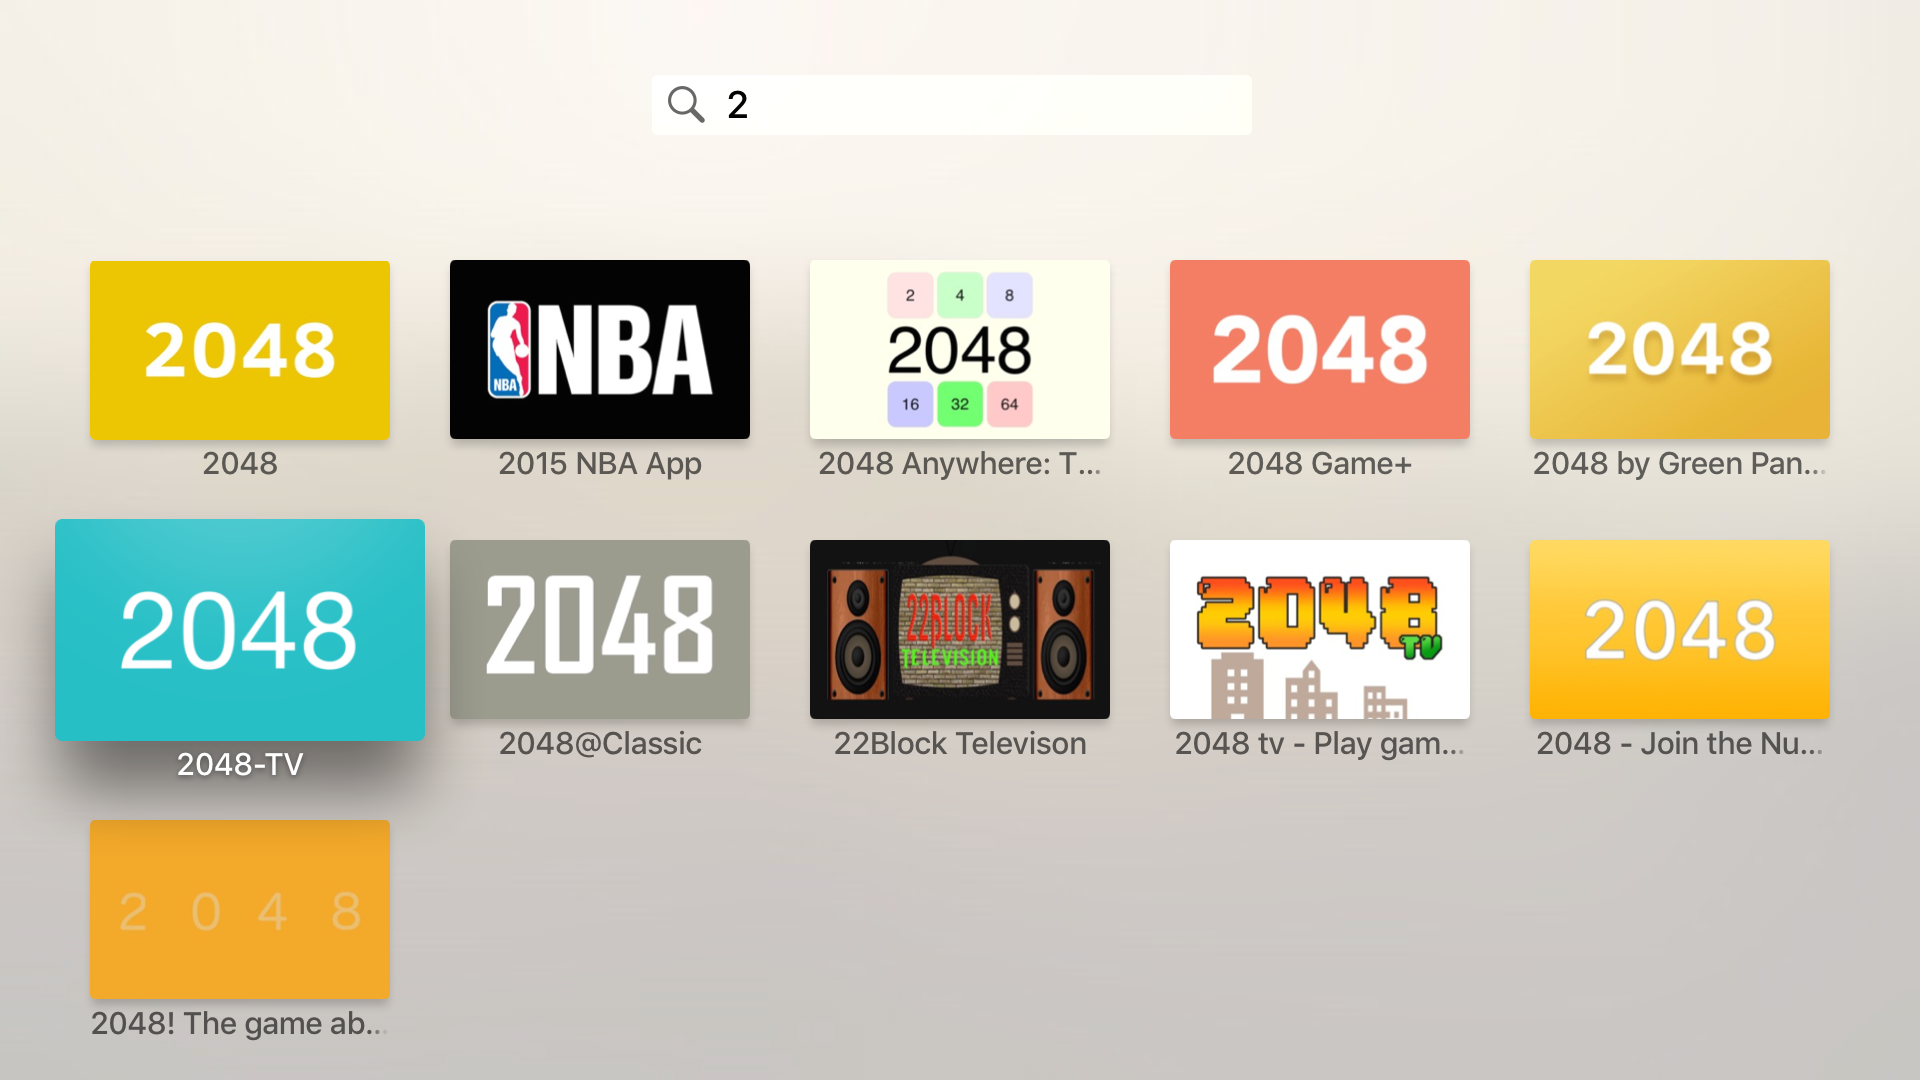 2
2048
NBA
NBA
2 4 8
2048
16 32 64
2048
2048
2048
2015 NBA App
2048 Anywhere: T...
2048 Game+
2048 by Green Pan...
2048
2048
22BLOCK
TELEVISION
2048
TV
2048
2048-TV
2048@Classic
22Block Televison
2048 tv - Play gam...
2048 - Join the Nu...
2 0 4 8
2048! The game ab...